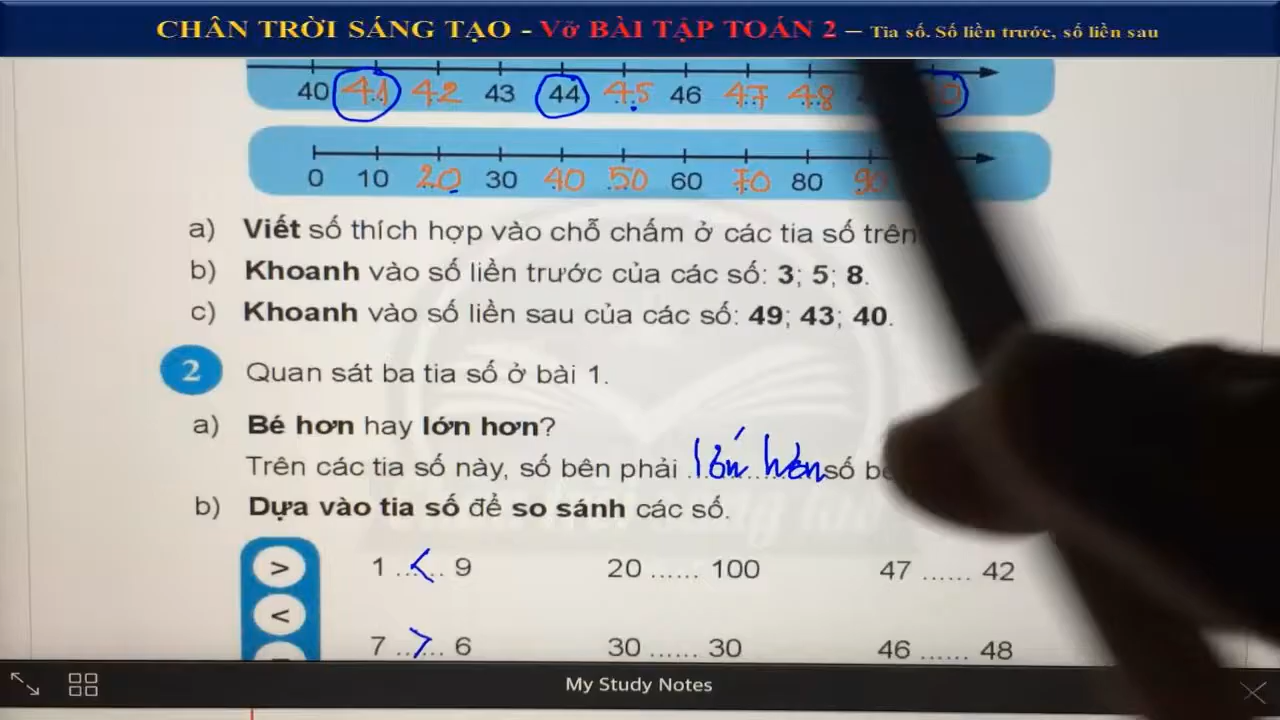 CHÂN TRỜI SÁNG TẠO - Vở BÀI TẬP TOÁN 2 – Tia số. Số liền trước, số liền sau
40 41 42 43 44 45 46 47 48
0 10 20 30 40 50 60 70 80 90
a) Viết số thích hợp vào chỗ chấm ở các tia số trên
b) Khoanh vào số liền trước của các số: 3; 5; 8.
c) Khoanh vào số liền sau của các số: 49; 43; 40.
2 Quan sát ba tia số ở bài 1.
a) Bé hơn hay lớn hơn?
Trên các tia số này, số bên phải lớn hơn số
b) Dựa vào tia số để so sánh các số.
> 1 ..<.. 9 20 ...... 100 47 ...... 42
<
7 ..>.. 6 30 ...... 30 46 ...... 48
My Study Notes